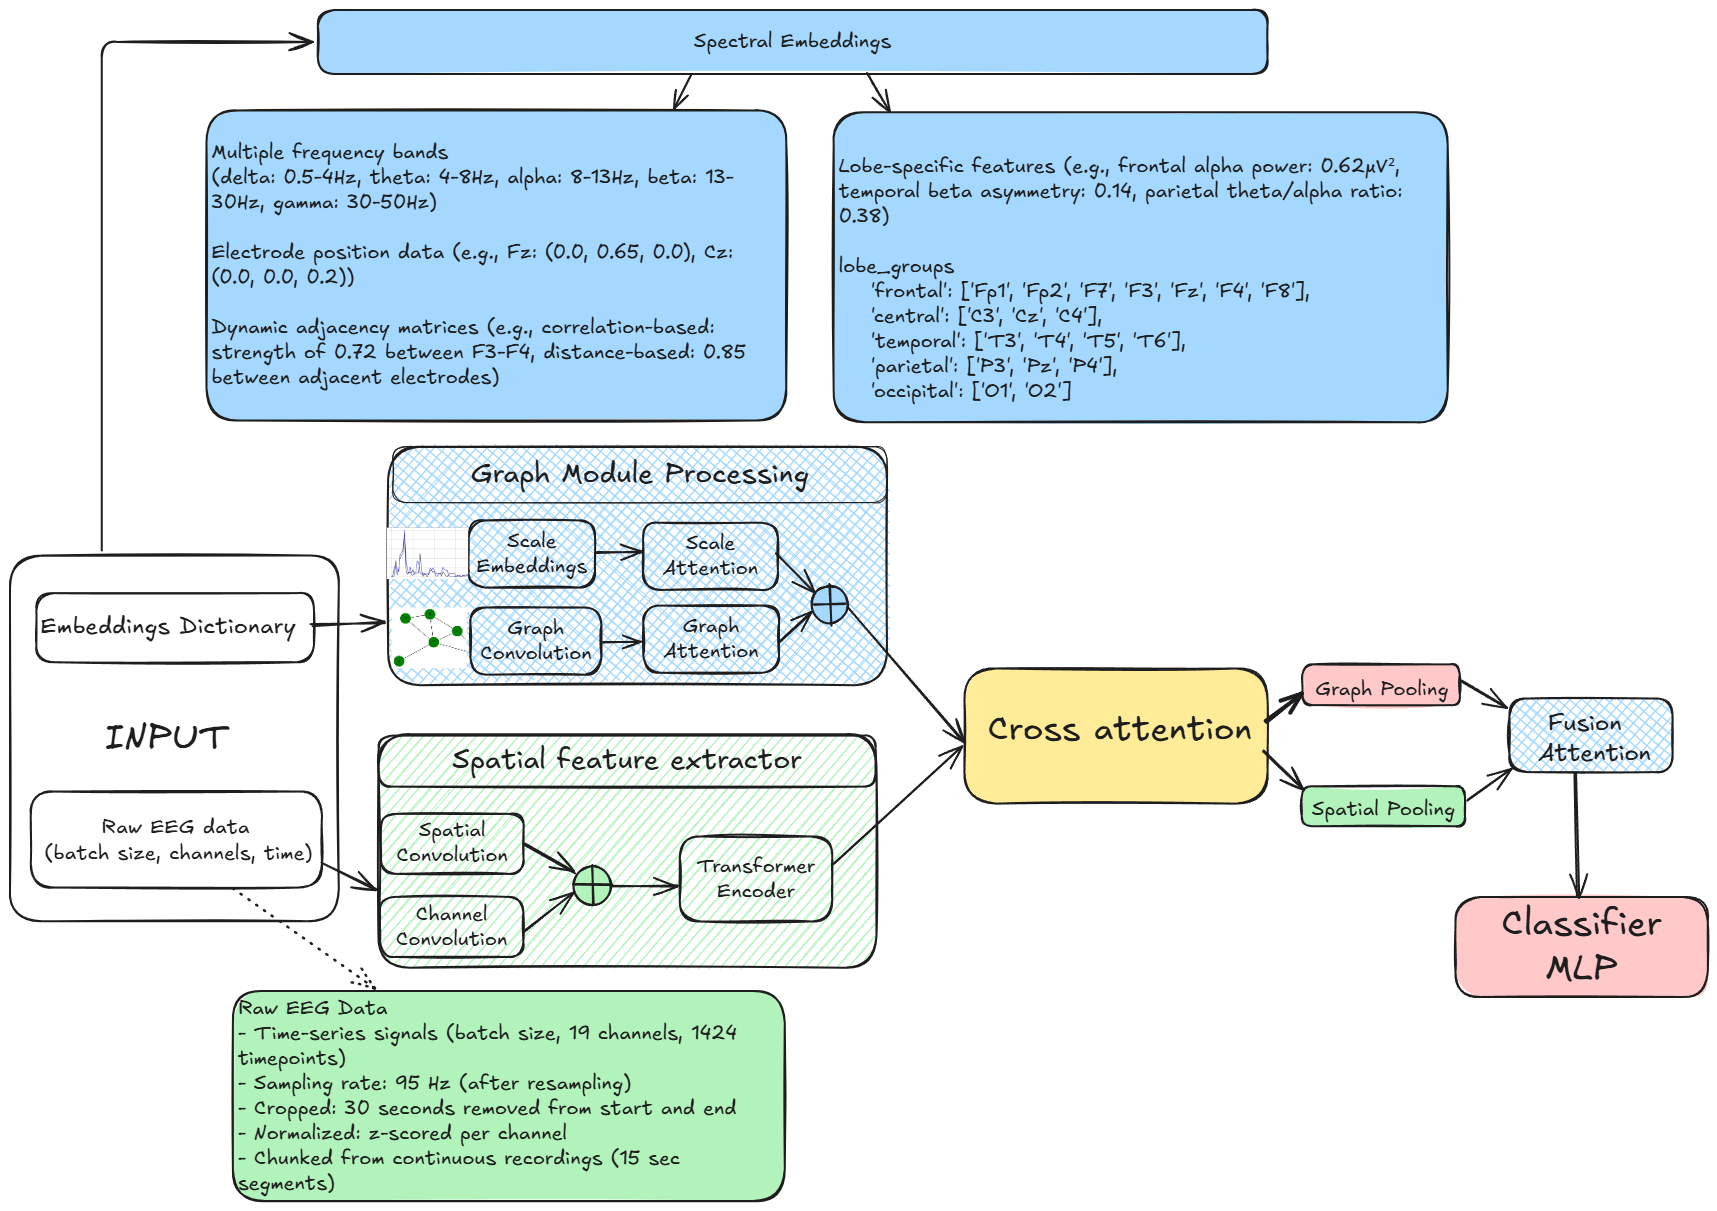 Spectral Embeddings
Multiple frequency bands
(delta: 0.5-4Hz, theta: 4-8Hz, alpha: 8-13Hz, beta: 13-
30Hz, gamma: 30-50Hz)
Electrode position data (e.g., Fz: (0.0, 0.65, 0.0), Cz:
(0.0, 0.0, 0.2))
Dynamic adjacency matrices (e.g., correlation-based:
strength of 0.72 between F3-F4, distance-based: 0.85
between adjacent electrodes)
Lobe-specific features (e.g., frontal alpha power: 0.62µV²,
temporal beta asymmetry: 0.14, parietal theta/alpha ratio:
0.38)
lobe_groups
'frontal': ['Fp1', 'Fp2', 'F7', 'F3', 'Fz', 'F4', 'F8'],
'central': ['C3', 'Cz', 'C4'],
'temporal': ['T3', 'T4', 'T5', 'T6'],
'parietal': ['P3', 'Pz', 'P4'],
'occipital': ['O1', 'O2']
Graph Module Processing
Scale
Embeddings
Scale
Attention
Graph
Convolution
Graph
Attention
Embeddings Dictionary
INPUT
Raw EEG data
(batch size, channels, time)
Spatial feature extractor
Spatial
Convolution
Channel
Convolution
Transformer
Encoder
Cross attention
Graph Pooling
Spatial Pooling
Fusion
Attention
Classifier
MLP
Raw EEG Data
- Time-series signals (batch size, 19 channels, 1424
timepoints)
- Sampling rate: 95 Hz (after resampling)
- Cropped: 30 seconds removed from start and end
- Normalized: z-scored per channel
- Chunked from continuous recordings (15 sec
segments)